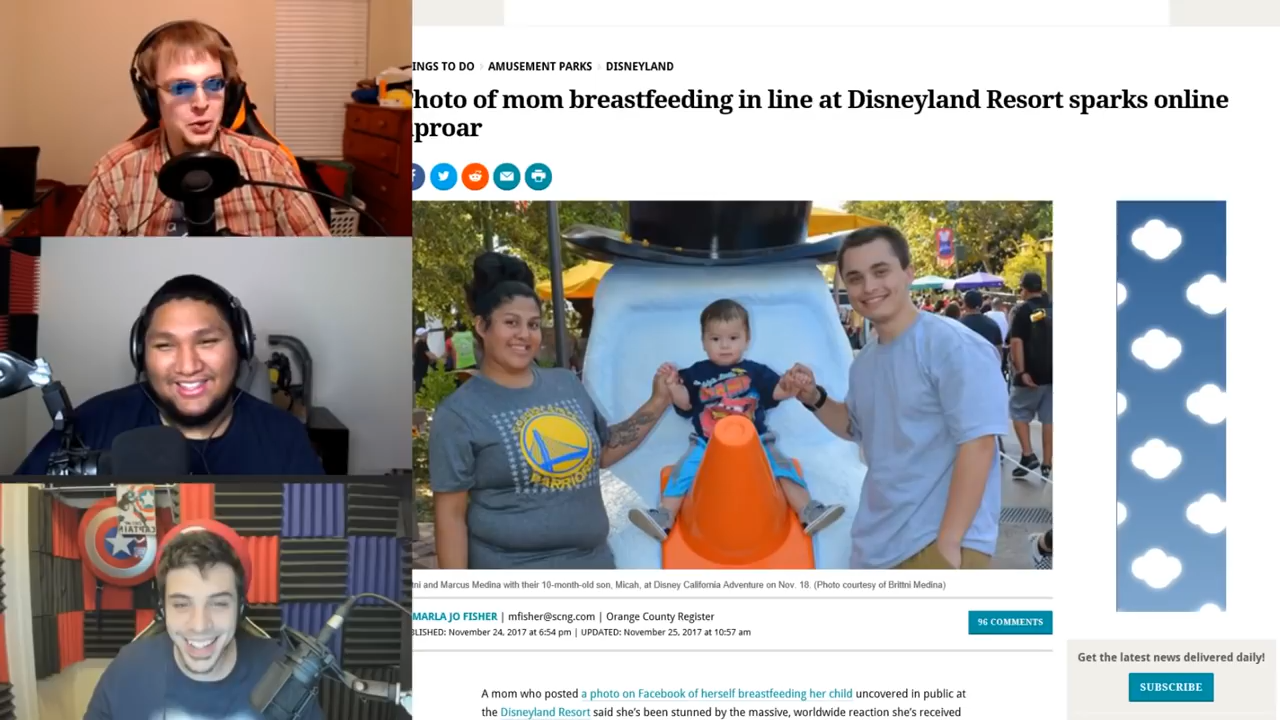 INGS TO DO › AMUSEMENT PARKS › DISNEYLAND
hoto of mom breastfeeding in line at Disneyland Resort sparks online
proar
WARRIORS
CAPTAIN
ni and Marcus Medina with their 10-month-old son, Micah, at Disney California Adventure on Nov. 18. (Photo courtesy of Brittni Medina)
MARLA JO FISHER | mfisher@scng.com | Orange County Register
LISHED: November 24, 2017 at 6:54 pm | UPDATED: November 25, 2017 at 10:57 am
96 COMMENTS
Get the latest news delivered daily!
SUBSCRIBE
A mom who posted a photo on Facebook of herself breastfeeding her child uncovered in public at
the Disneyland Resort said she's been stunned by the massive, worldwide reaction she's received